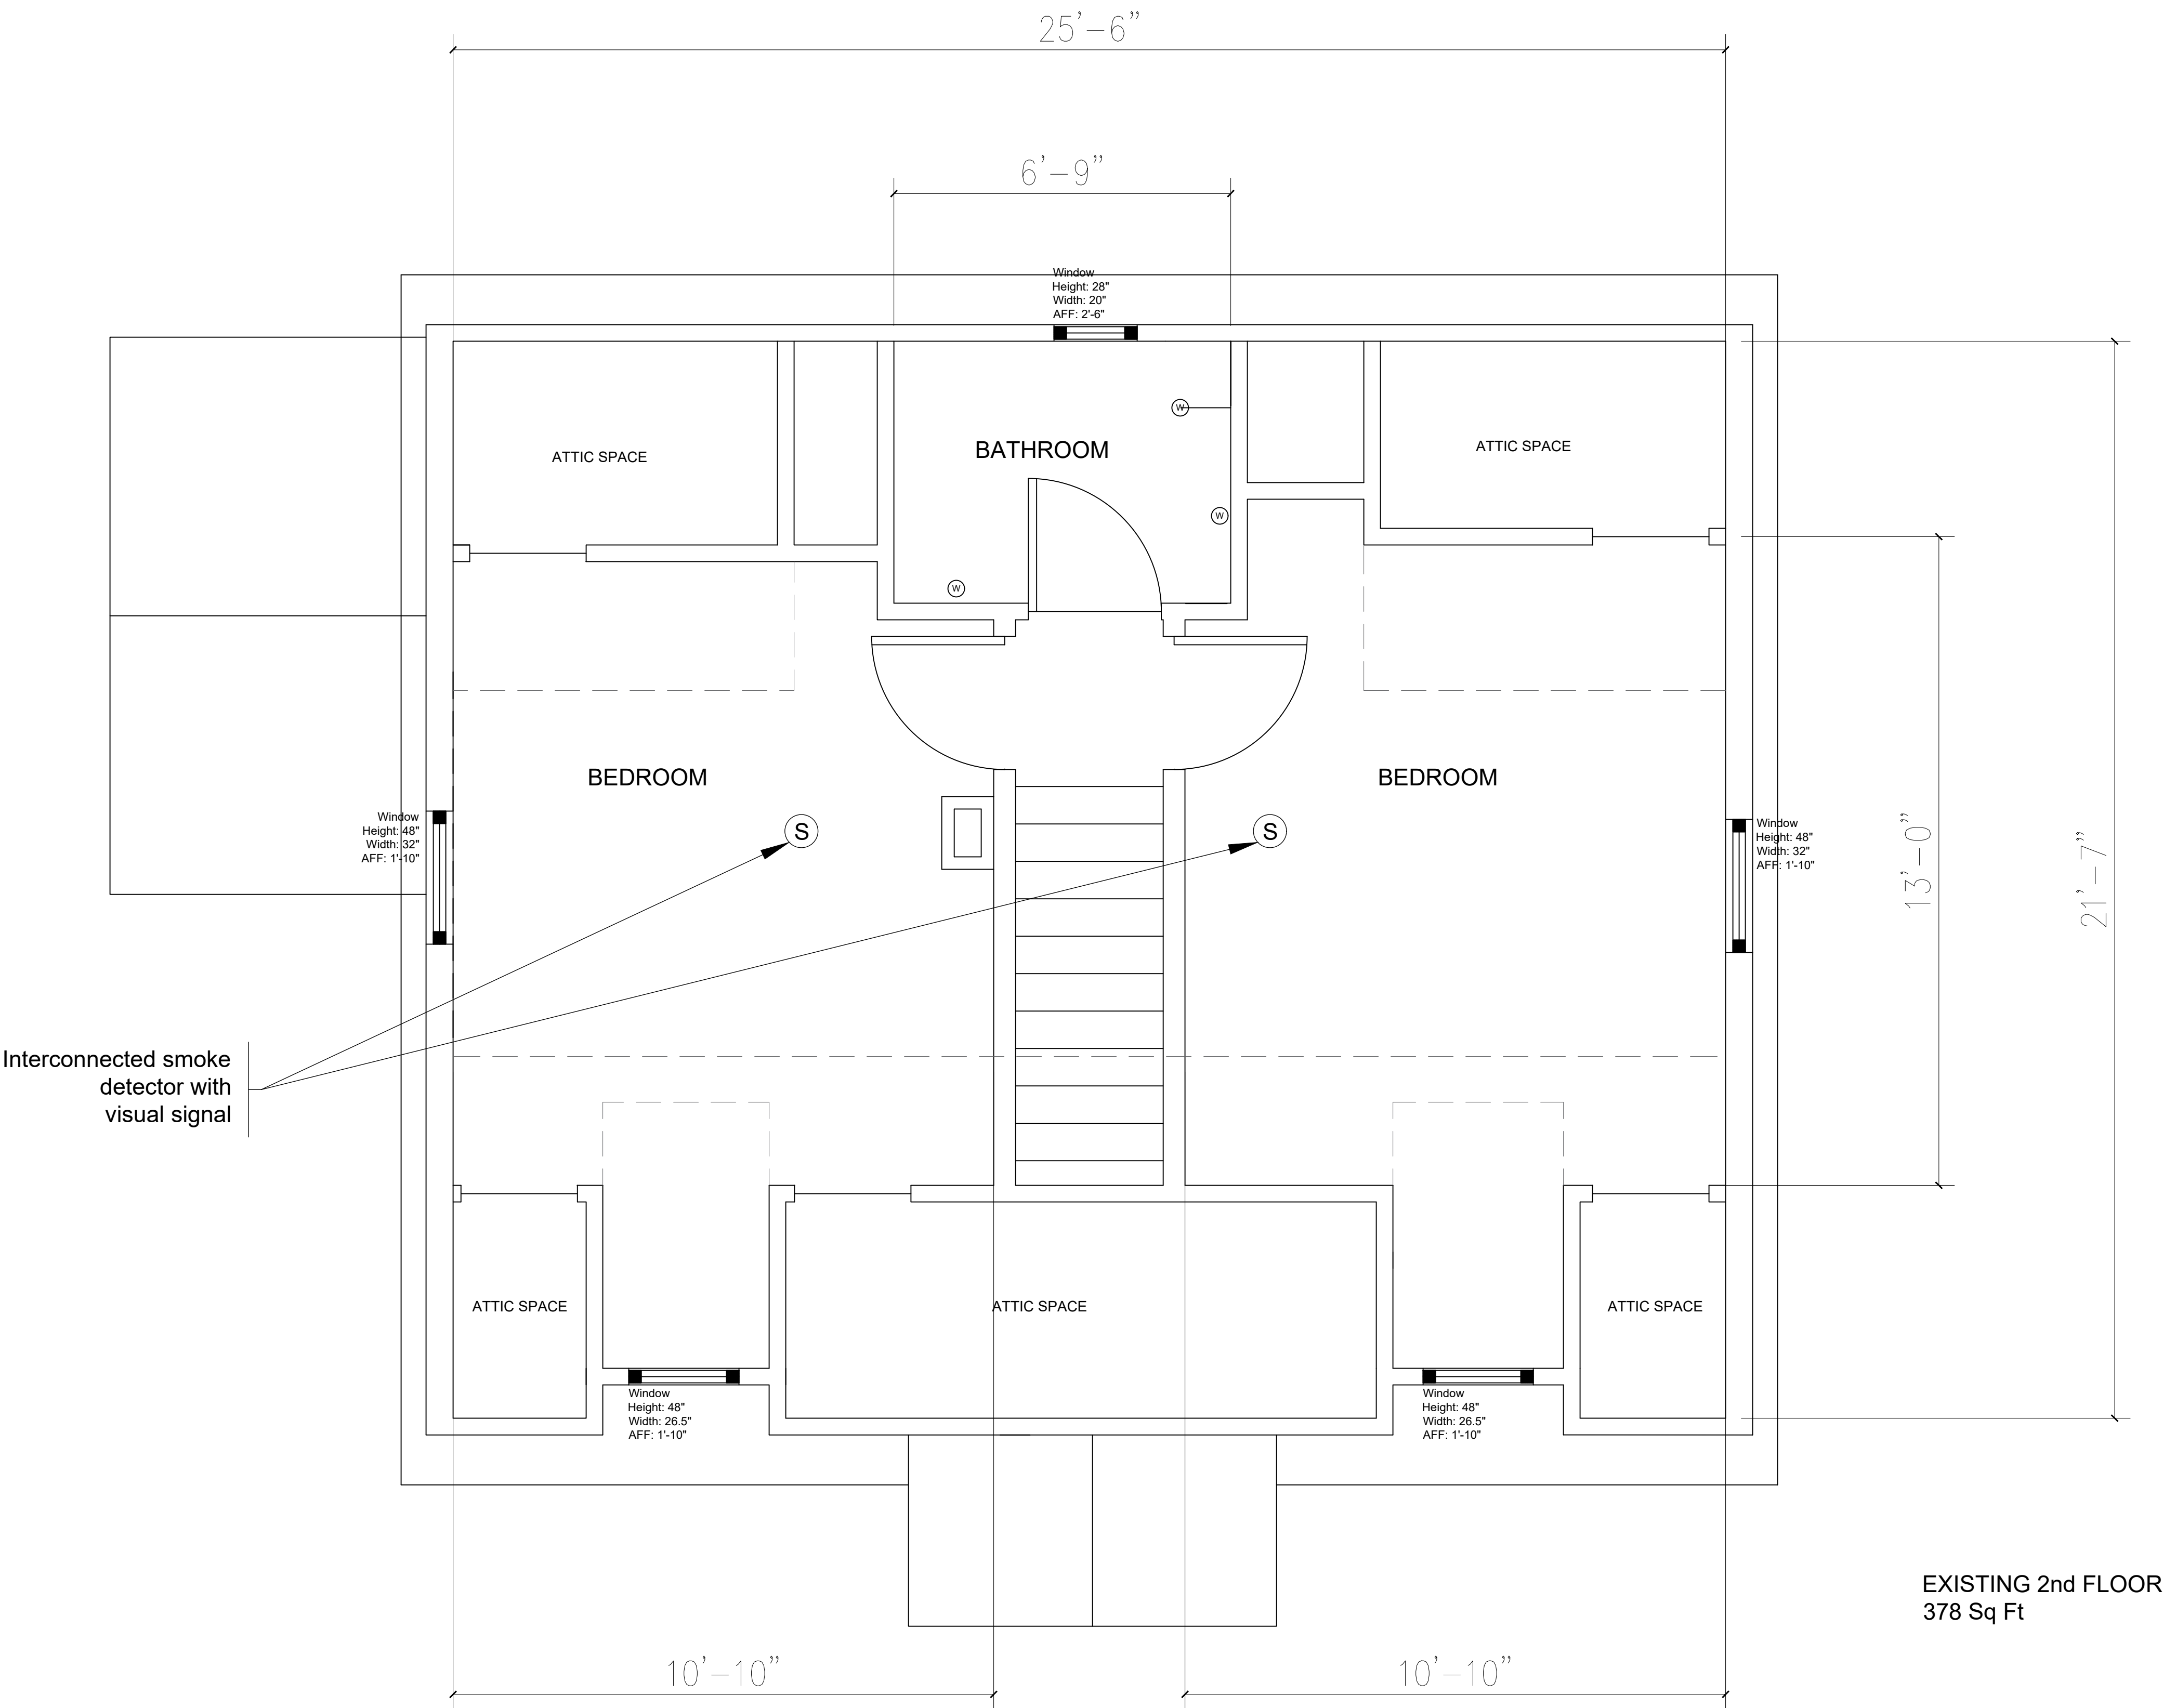 25'-6"
6'-9"
Window
Height: 28"
Width: 20"
AFF: 2'-6"
W
BATHROOM
ATTIC SPACE
ATTIC SPACE
W
W
BEDROOM
BEDROOM
Window
Height: 48"
Width: 32"
AFF: 1'-10"
S
S
Window
Height: 48"
Width: 32"
AFF: 1'-10"
13'-0"
21'-7"
Interconnected smoke
detector with
visual signal
ATTIC SPACE
ATTIC SPACE
ATTIC SPACE
Window
Height: 48"
Width: 26.5"
AFF: 1'-10"
Window
Height: 48"
Width: 26.5"
AFF: 1'-10"
EXISTING 2nd FLOOR
378 Sq Ft
10'-10"
10'-10"